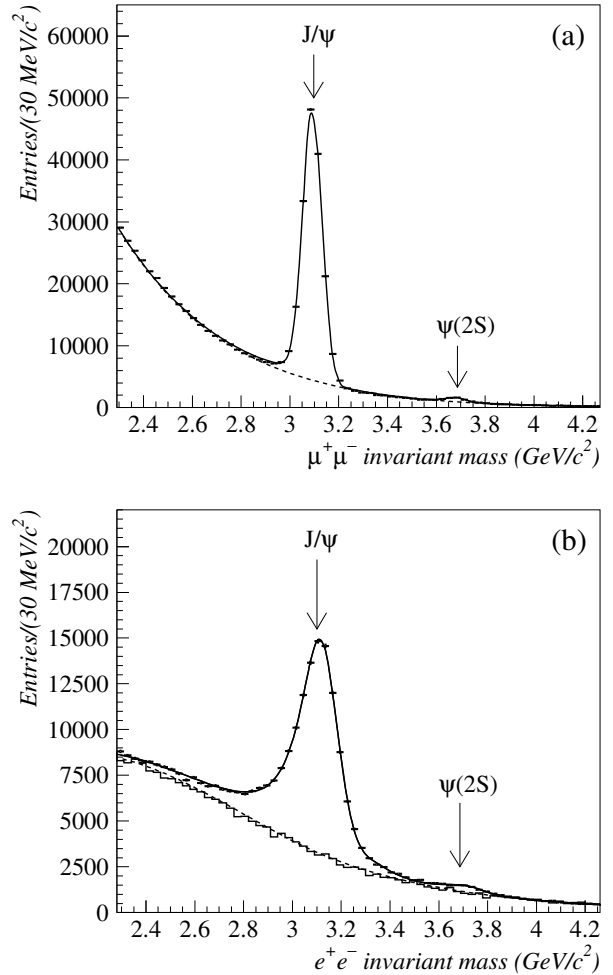 (a)
J/ψ
ψ(2S)
Entries/(30 MeV/c²)
60000
50000
40000
30000
20000
10000
0
2.4 2.6 2.8 3 3.2 3.4 3.6 3.8 4 4.2
μ⁺μ⁻ invariant mass (GeV/c²)
(b)
J/ψ
ψ(2S)
Entries/(30 MeV/c²)
20000
17500
15000
12500
10000
7500
5000
2500
0
2.4 2.6 2.8 3 3.2 3.4 3.6 3.8 4 4.2
e⁺e⁻ invariant mass (GeV/c²)